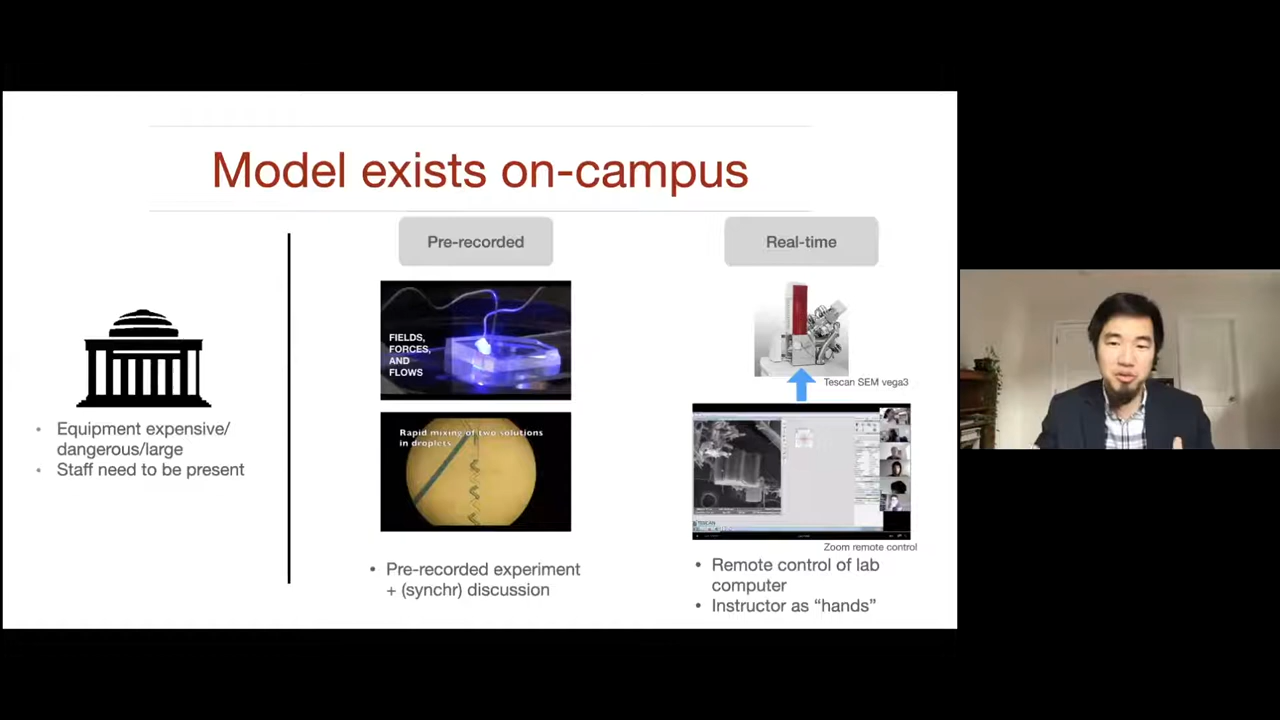 Model exists on-campus
• Equipment expensive/
dangerous/large
• Staff need to be present
Pre-recorded
FIELDS,
FORCES,
AND
FLOWS
Rapid mixing of two solutions
in droplets
• Pre-recorded experiment
+ (synchr) discussion
Real-time
Tescan SEM vega3
TESCAN
Zoom remote control
• Remote control of lab
computer
• Instructor as “hands”